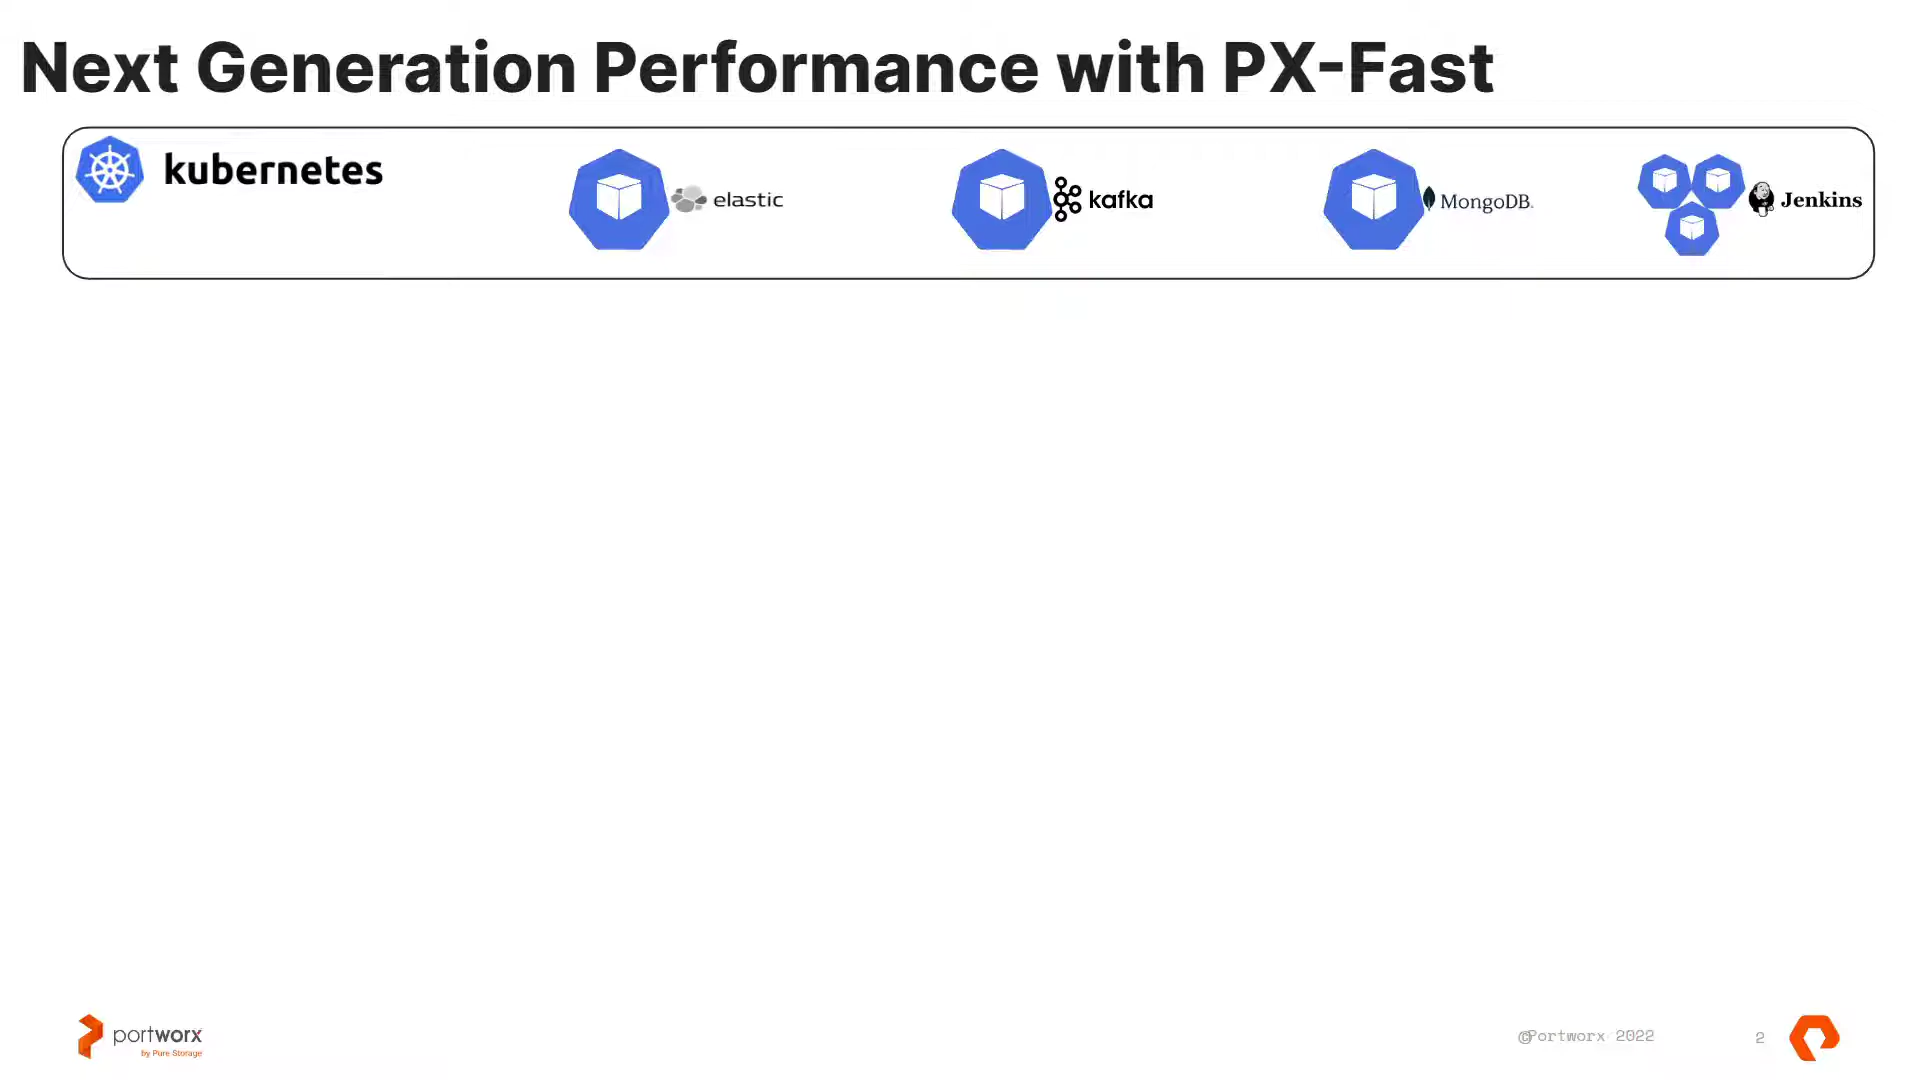 Next Generation Performance with PX-Fast
kubernetes
elastic
kafka
MongoDB.
Jenkins
portworx
by Pure Storage
©Portworx 2022
2